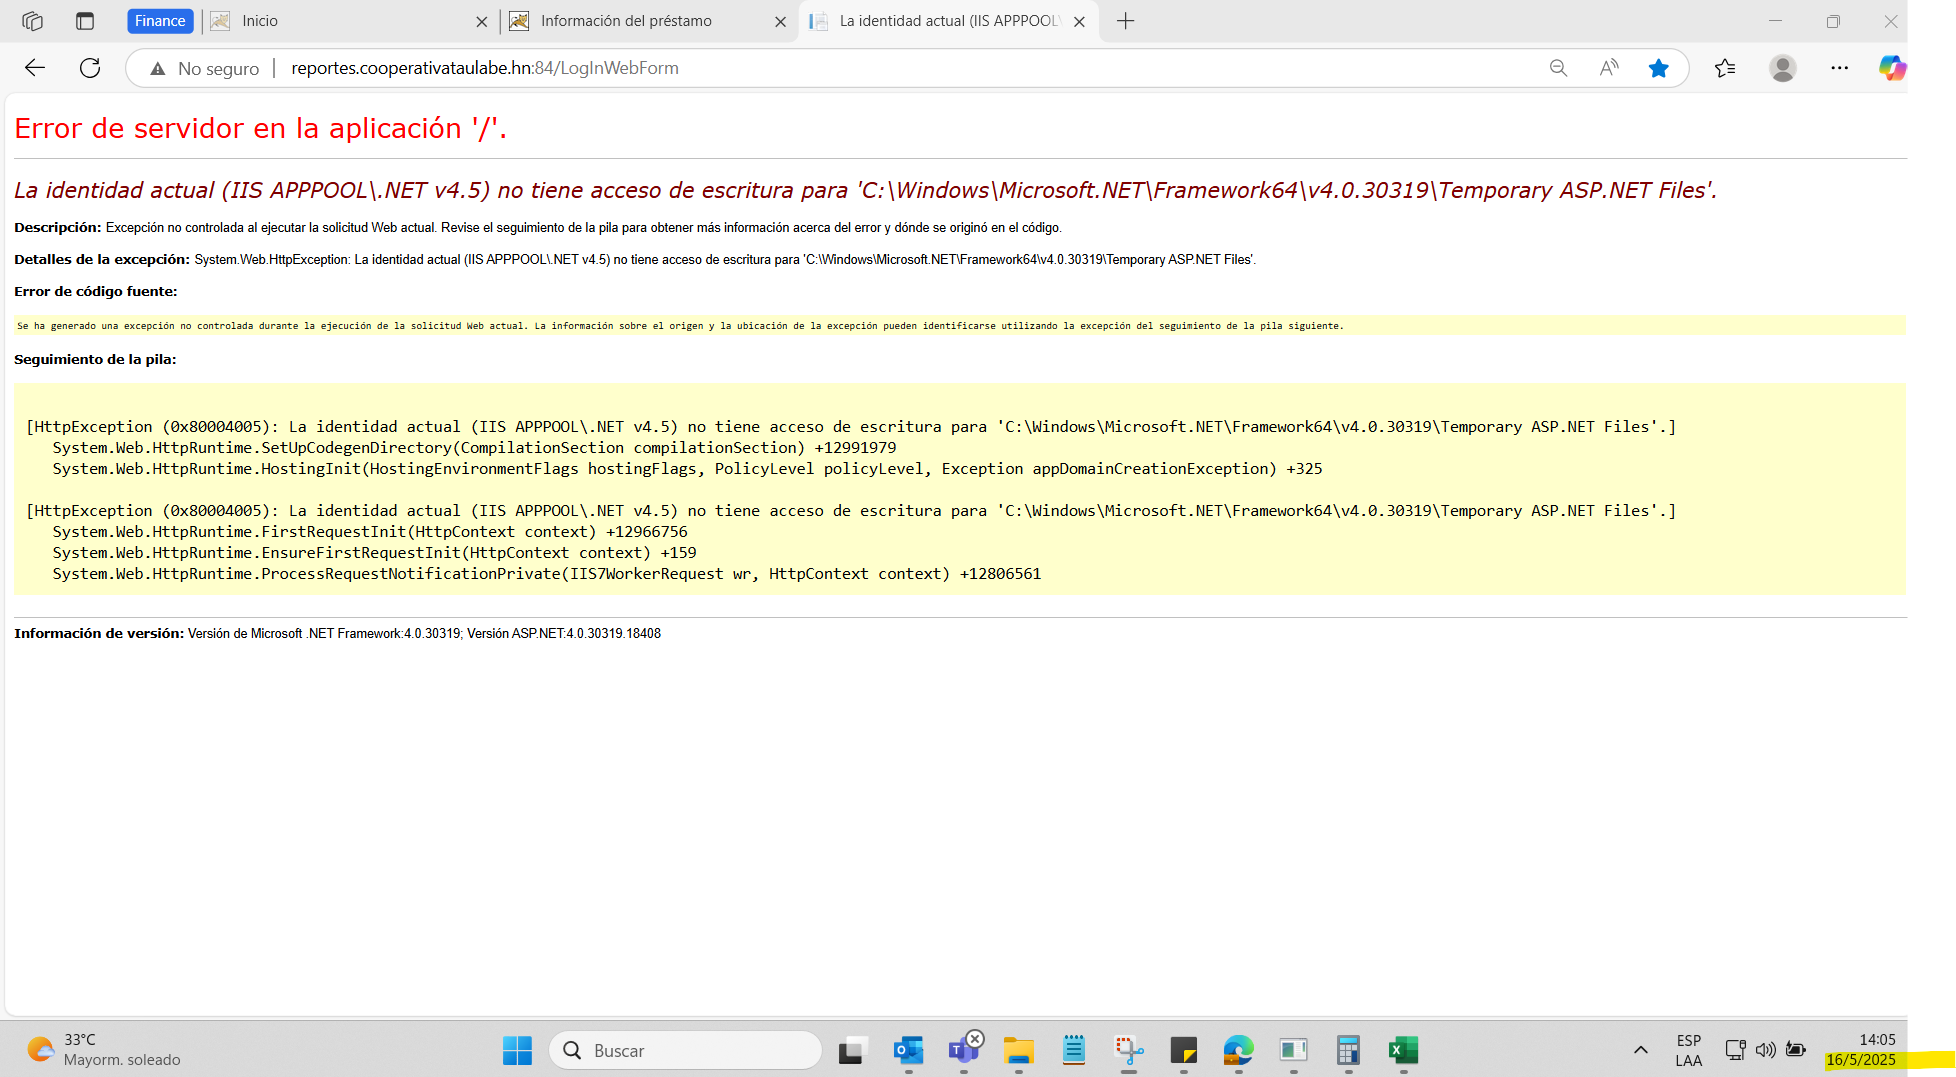 Finance
Inicio
Información del préstamo
La identidad actual (IIS APPPOOL\
No seguro
reportes.cooperativataulabe.hn:84/LogInWebForm
Error de servidor en la aplicación '/'.
La identidad actual (IIS APPPOOL\.NET v4.5) no tiene acceso de escritura para 'C:\Windows\Microsoft.NET\Framework64\v4.0.30319\Temporary ASP.NET Files'.
Descripción: Excepción no controlada al ejecutar la solicitud Web actual. Revise el seguimiento de la pila para obtener más información acerca del error y dónde se originó en el código.
Detalles de la excepción: System.Web.HttpException: La identidad actual (IIS APPPOOL\.NET v4.5) no tiene acceso de escritura para 'C:\Windows\Microsoft.NET\Framework64\v4.0.30319\Temporary ASP.NET Files'.
Error de código fuente:
Se ha generado una excepción no controlada durante la ejecución de la solicitud Web actual. La información sobre el origen y la ubicación de la excepción pueden identificarse utilizando la excepción del seguimiento de la pila siguiente.
Seguimiento de la pila:
[HttpException (0x80004005): La identidad actual (IIS APPPOOL\.NET v4.5) no tiene acceso de escritura para 'C:\Windows\Microsoft.NET\Framework64\v4.0.30319\Temporary ASP.NET Files'.]
System.Web.HttpRuntime.SetUpCodegenDirectory(CompilationSection compilationSection) +12991979
System.Web.HttpRuntime.HostingInit(HostingEnvironmentFlags hostingFlags, PolicyLevel policyLevel, Exception appDomainCreationException) +325
[HttpException (0x80004005): La identidad actual (IIS APPPOOL\.NET v4.5) no tiene acceso de escritura para 'C:\Windows\Microsoft.NET\Framework64\v4.0.30319\Temporary ASP.NET Files'.]
System.Web.HttpRuntime.FirstRequestInit(HttpContext context) +12966756
System.Web.HttpRuntime.EnsureFirstRequestInit(HttpContext context) +159
System.Web.HttpRuntime.ProcessRequestNotificationPrivate(IIS7WorkerRequest wr, HttpContext context) +12806561
Información de versión: Versión de Microsoft .NET Framework:4.0.30319; Versión ASP.NET:4.0.30319.18408
33°C
Mayorm. soleado
Buscar
ESP
LAA
14:05
16/5/2025